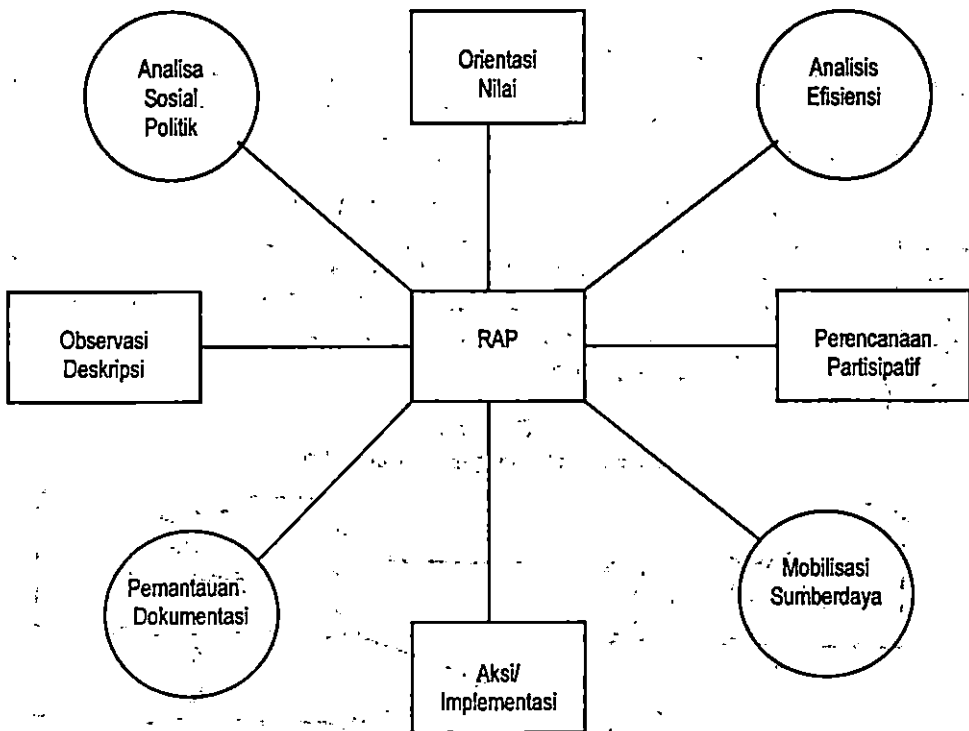 Analisa
Sosial
Politik
Orientasi
Nilai
Analisis
Efisiensi
Observasi
Deskripsi
RAP
Perencanaan
Partisipatif
Pemantauan
Dokumentasi
Mobilisasi
Sumberdaya
Aksi/
Implementasi